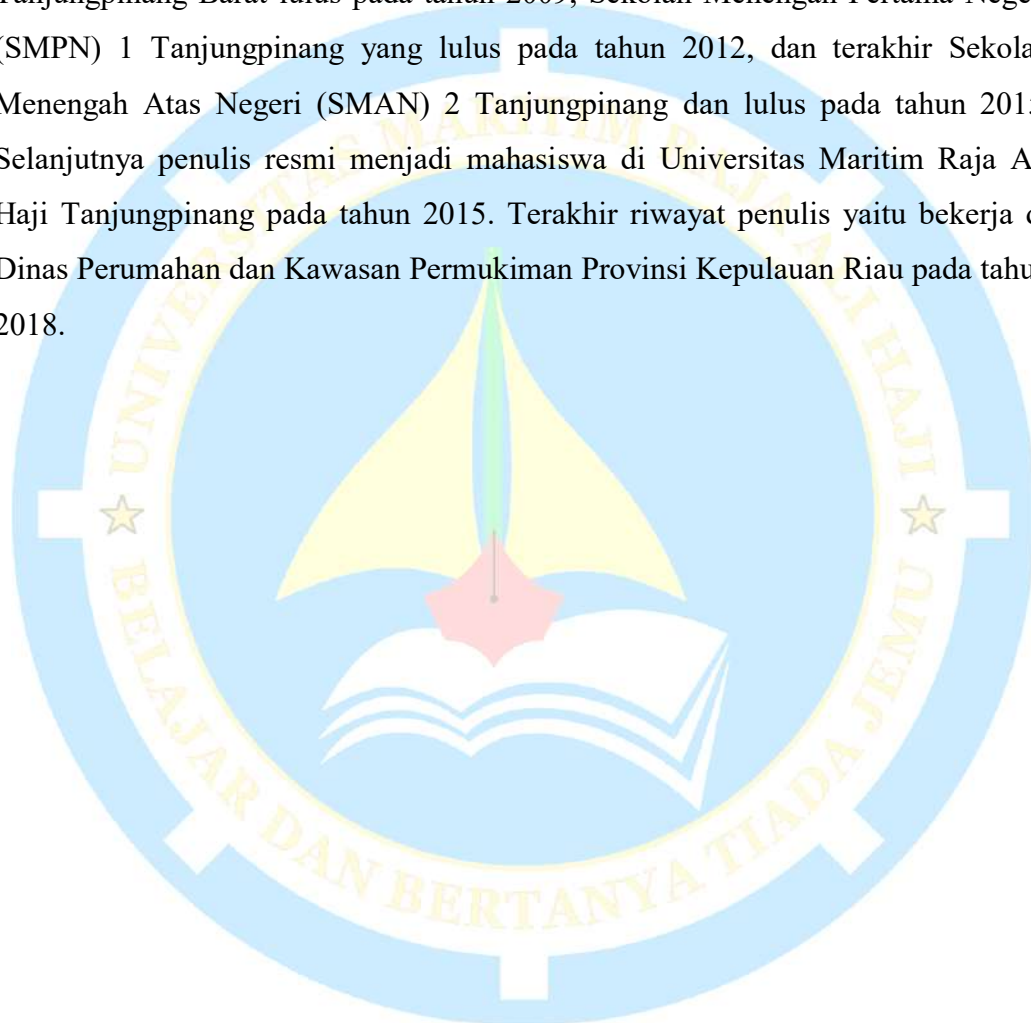 Tanjungpinang Barat lulus pada tahun 2009, Sekolah Menengah Pertama Neger
(SMPN) 1 Tanjungpinang yang lulus pada tahun 2012, dan terakhir Sekola
Menengah Atas Negeri (SMAN) 2 Tanjungpinang dan lulus pada tahun 201
Selanjutnya penulis resmi menjadi mahasiswa di Universitas Maritim Raja A
Haji Tanjungpinang pada tahun 2015. Terakhir riwayat penulis yaitu bekerja d
Dinas Perumahan dan Kawasan Permukiman Provinsi Kepulauan Riau pada tahu
2018.
UNIVERSITAS MARITIM RAJA ALI HAJI
BELAJAR DAN BERTANYA TIADA JEMU